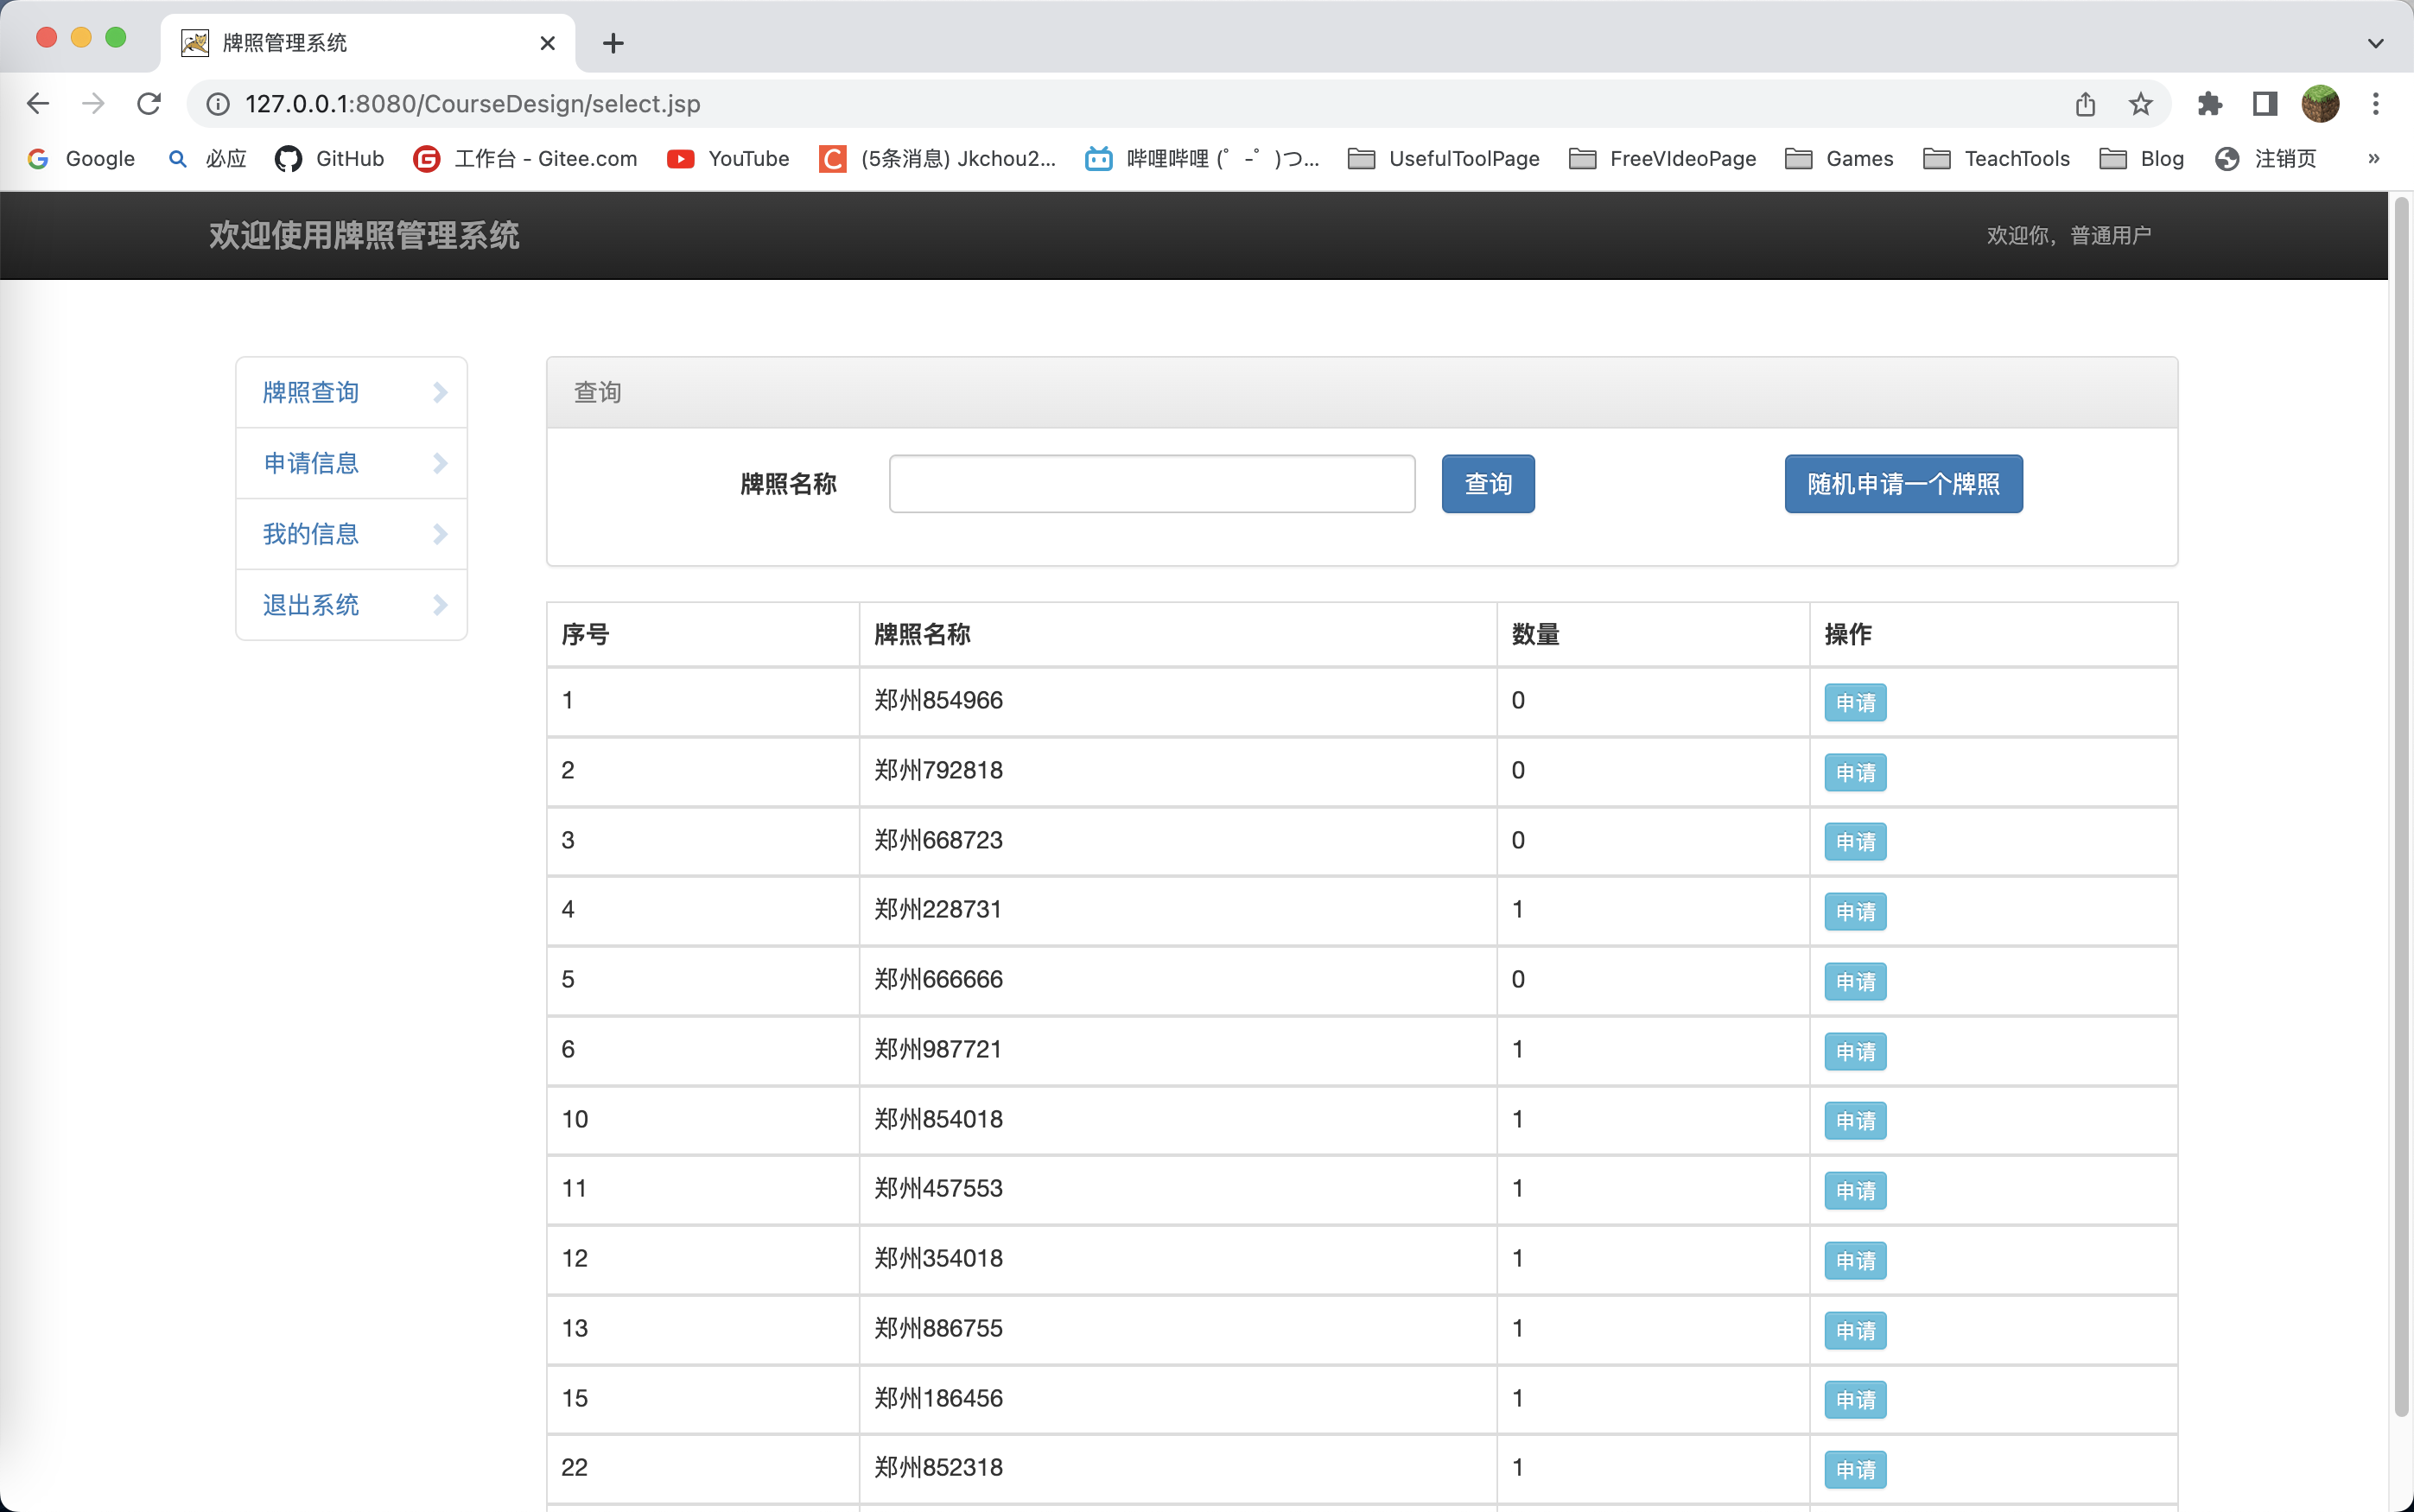 牌照管理系统
127.0.0.1:8080/CourseDesign/select.jsp
Google 必应 GitHub 工作台 - Gitee.com YouTube (5条消息) Jkchou2... 哔哩哔哩 (゜-゜)つ... UsefulToolPage FreeVIdeoPage Games TeachTools Blog 注销页 »
欢迎使用牌照管理系统 欢迎你，普通用户
牌照查询
申请信息
我的信息
退出系统
查询
牌照名称 查询 随机申请一个牌照
序号 牌照名称 数量 操作
1 郑州854966 0 申请
2 郑州792818 0 申请
3 郑州668723 0 申请
4 郑州228731 1 申请
5 郑州666666 0 申请
6 郑州987721 1 申请
10 郑州854018 1 申请
11 郑州457553 1 申请
12 郑州354018 1 申请
13 郑州886755 1 申请
15 郑州186456 1 申请
22 郑州852318 1 申请